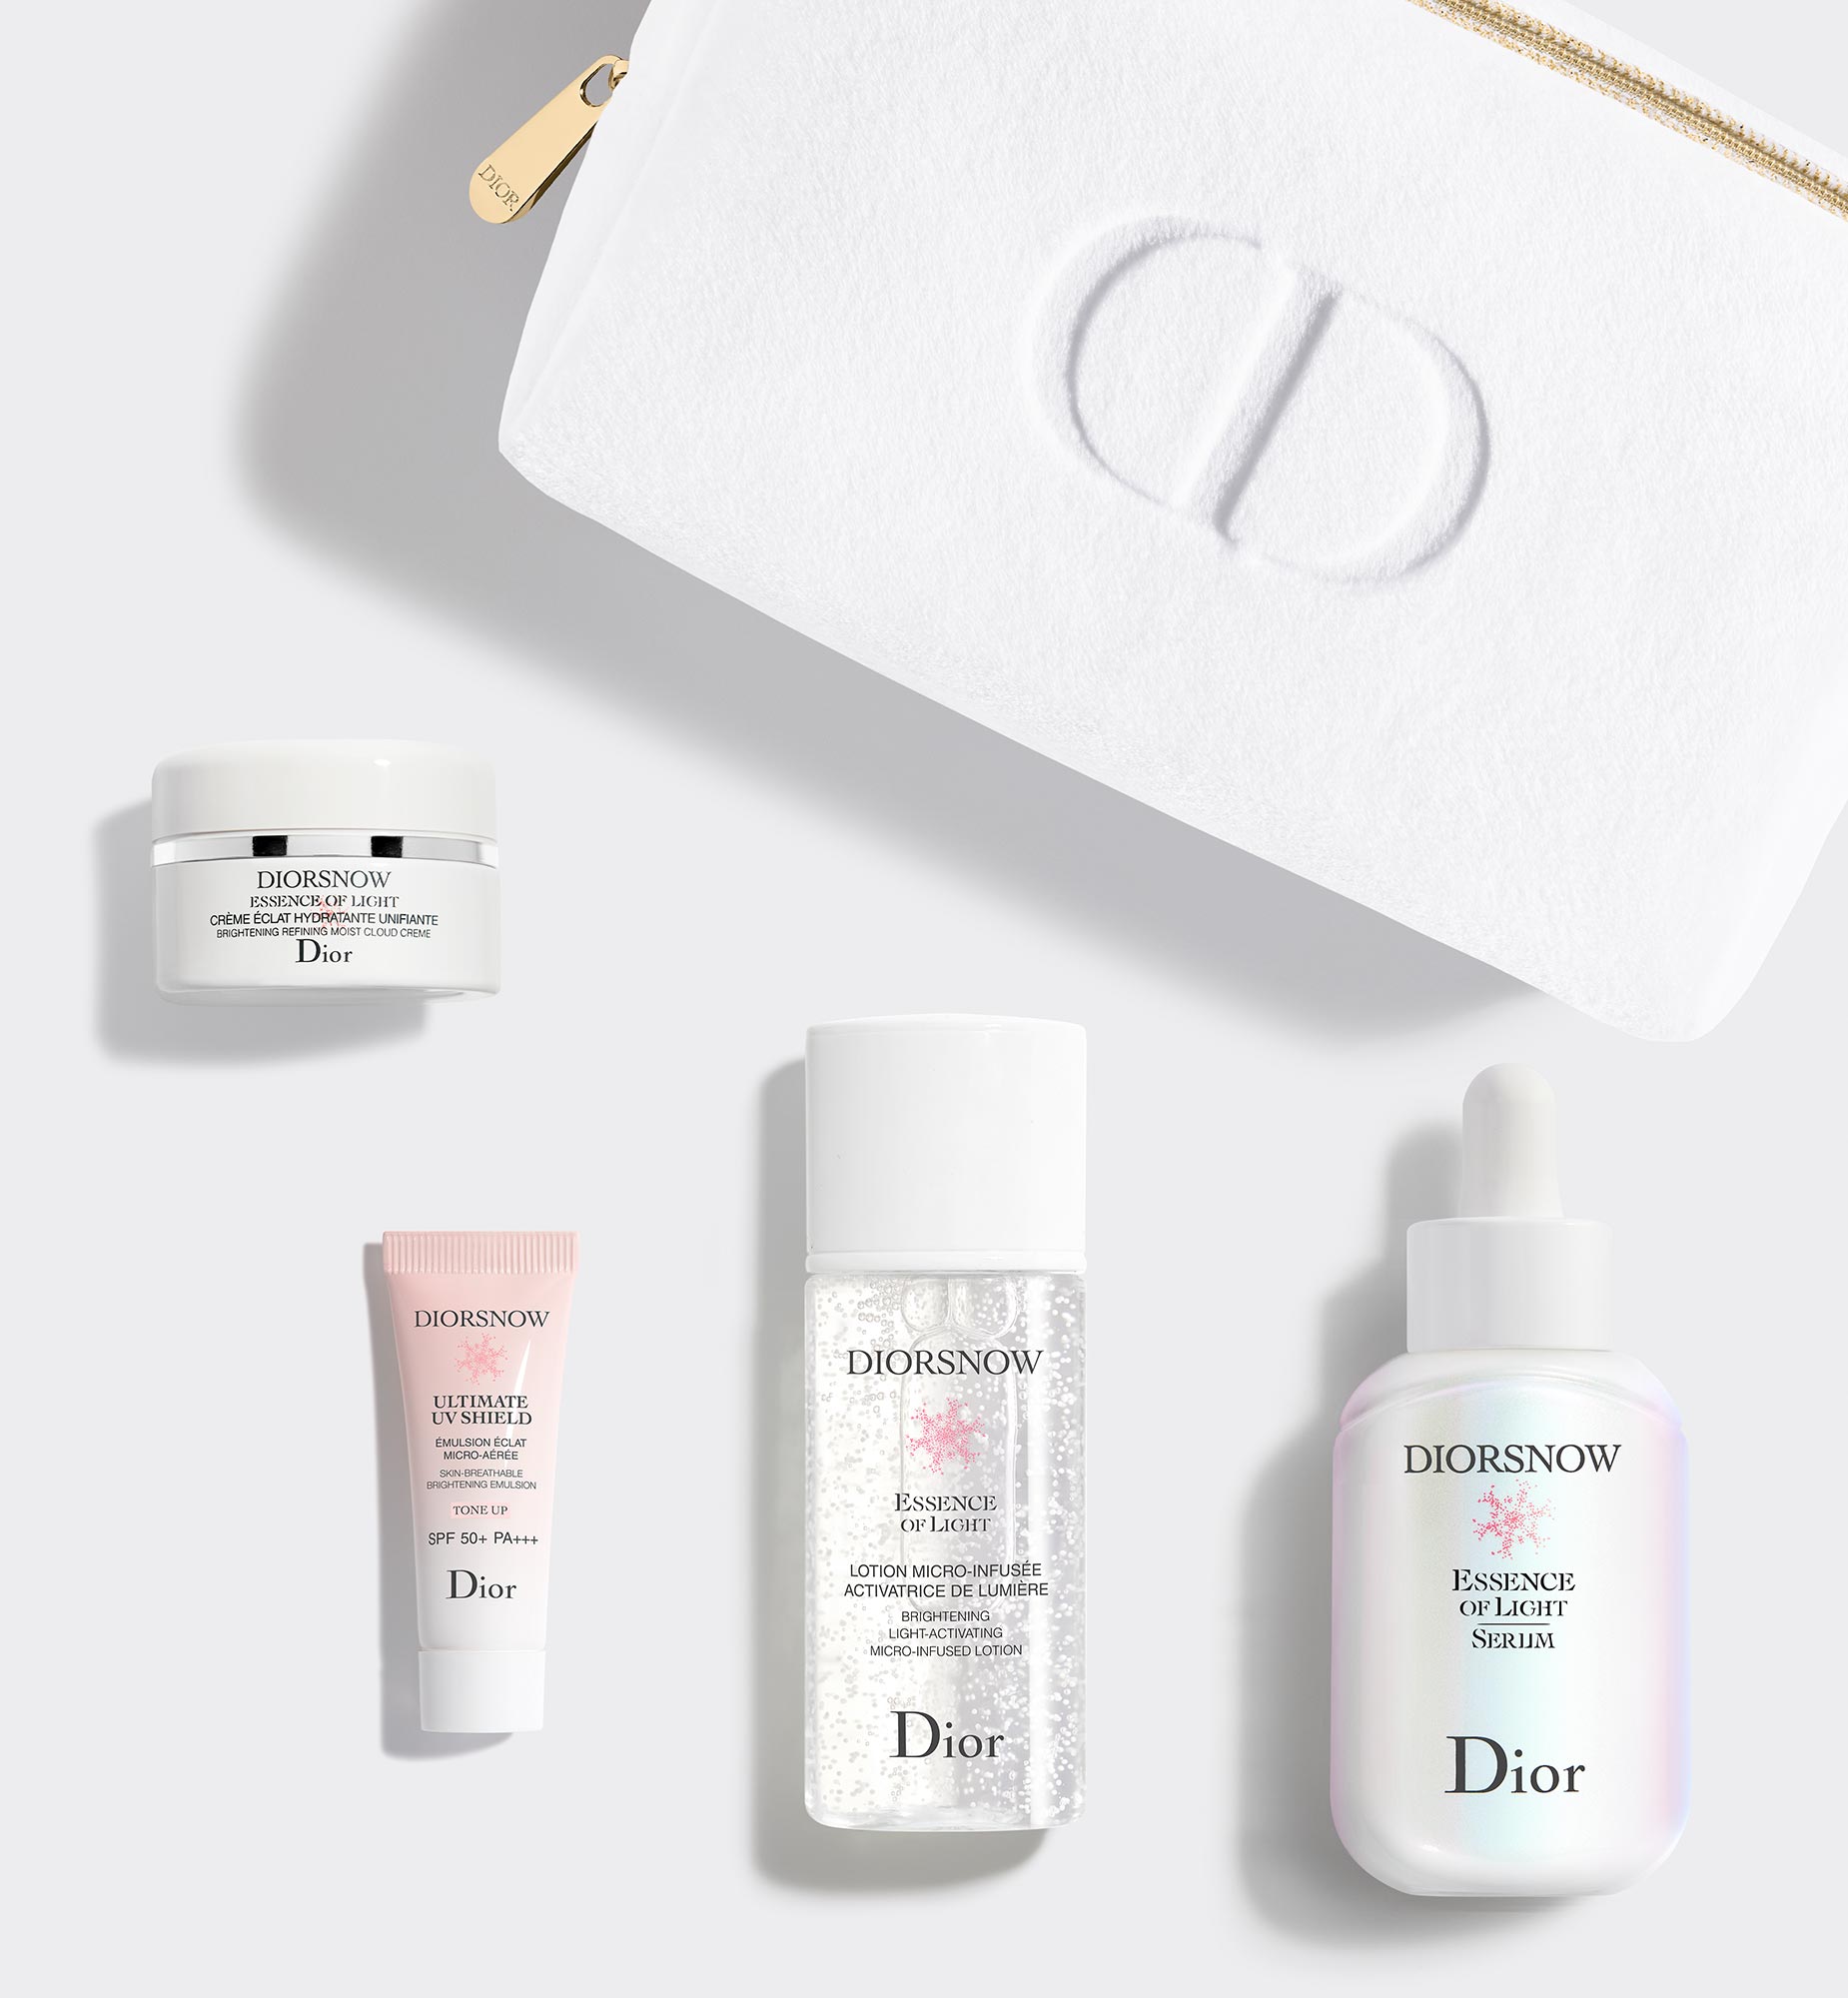 DIOR
CD
DIORSNOW
ESSENCE OF LIGHT
CRÈME ÉCLAT HYDRATANTE UNIFIANTE
BRIGHTENING REFINING MOIST CLOUD CREME
Dior
DIORSNOW
ULTIMATE
UV SHIELD
ÉMULSION ÉCLAT
MICRO-AÉRÉE
SKIN-BREATHABLE
BRIGHTENING EMULSION
TONE UP
SPF 50+ PA+++
Dior
DIORSNOW
ESSENCE
OF LIGHT
LOTION MICRO-INFUSÉE
ACTIVATRICE DE LUMIÈRE
BRIGHTENING
LIGHT-ACTIVATING
MICRO-INFUSED LOTION
Dior
DIORSNOW
ESSENCE
OF LIGHT
SERUM
Dior